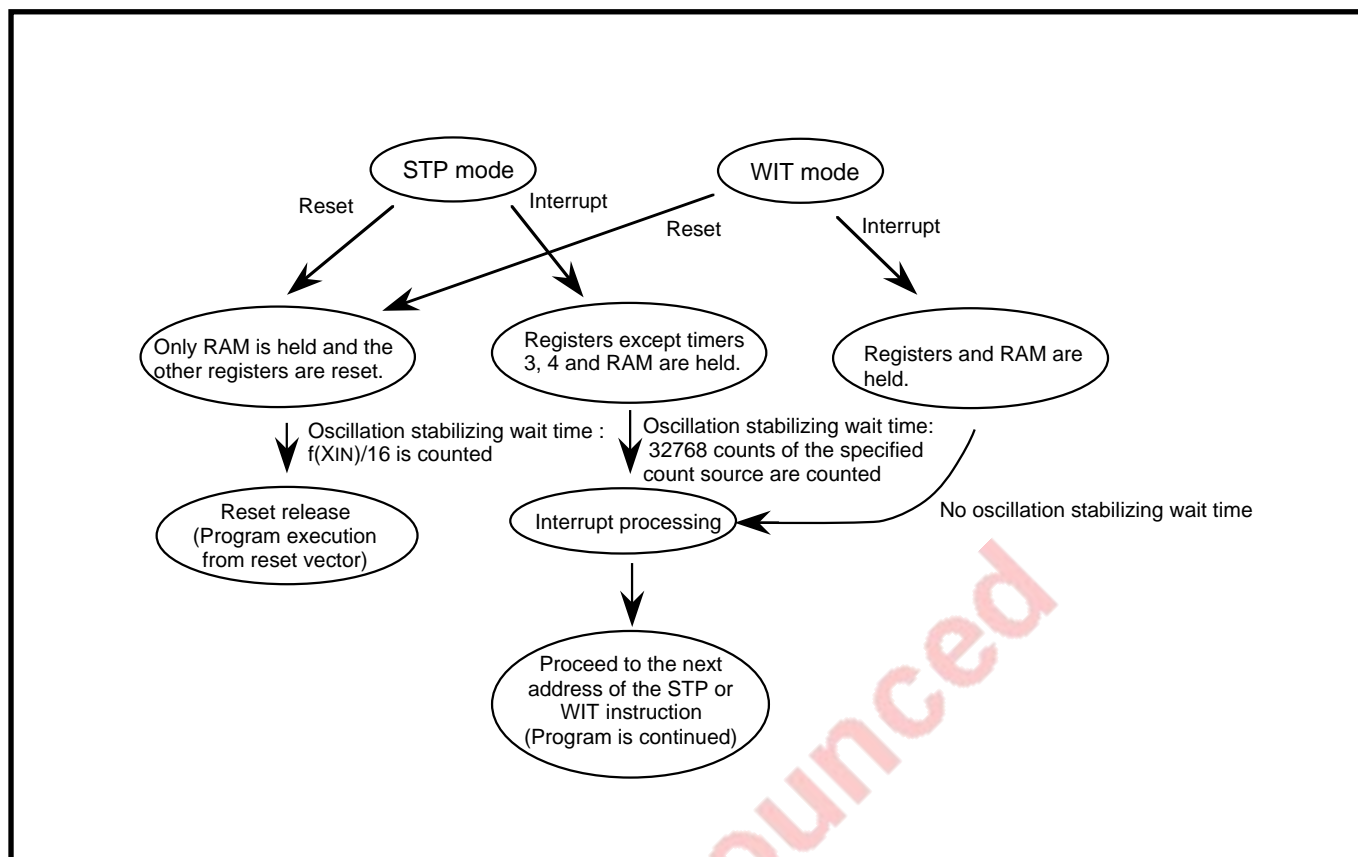 STP mode
WIT mode
Reset
Interrupt
Reset
Interrupt
Only RAM is held and the
other registers are reset.
Registers except timers
3, 4 and RAM are held.
Registers and RAM are
held.
Oscillation stabilizing wait time :
f(XIN)/16 is counted
Oscillation stabilizing wait time:
32768 counts of the specified
count source are counted
No oscillation stabilizing wait time
Reset release
(Program execution
from reset vector)
Interrupt processing
Proceed to the next
address of the STP or
WIT instruction
(Program is continued)